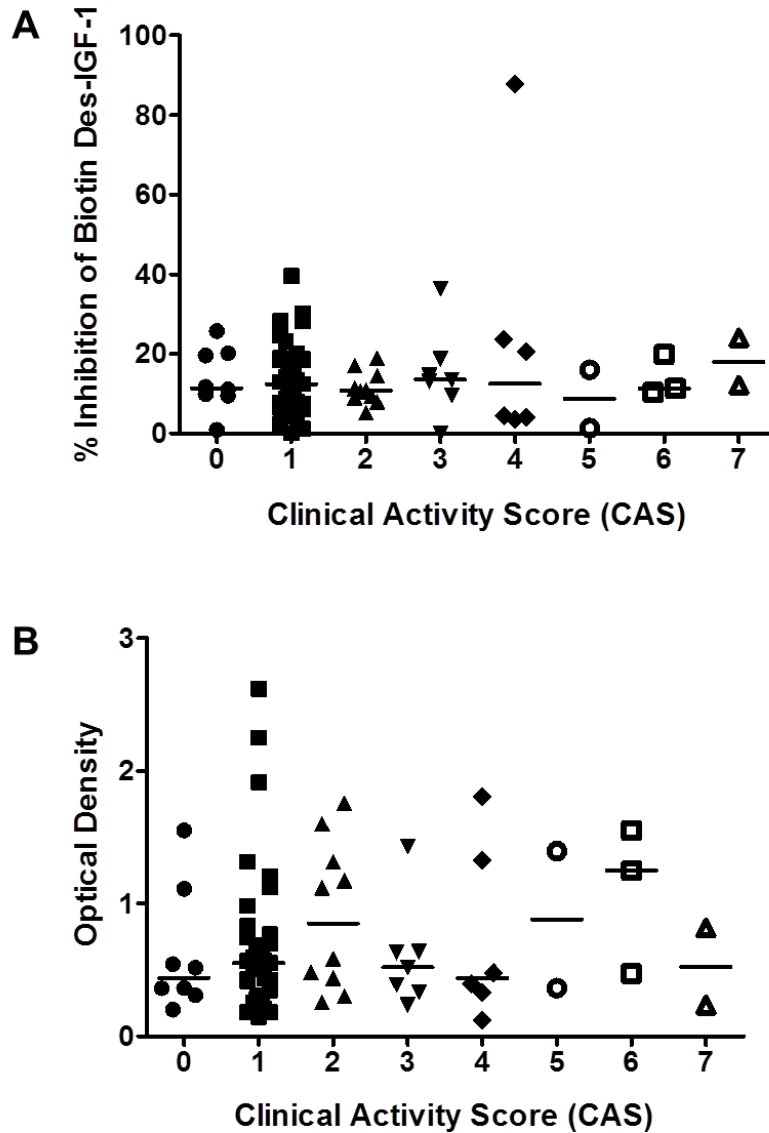 A
% Inhibition of Biotin Des-IGF-1
100
80
60
40
20
0
0 1 2 3 4 5 6 7
Clinical Activity Score (CAS)
B
Optical Density
3
2
1
0
0 1 2 3 4 5 6 7
Clinical Activity Score (CAS)